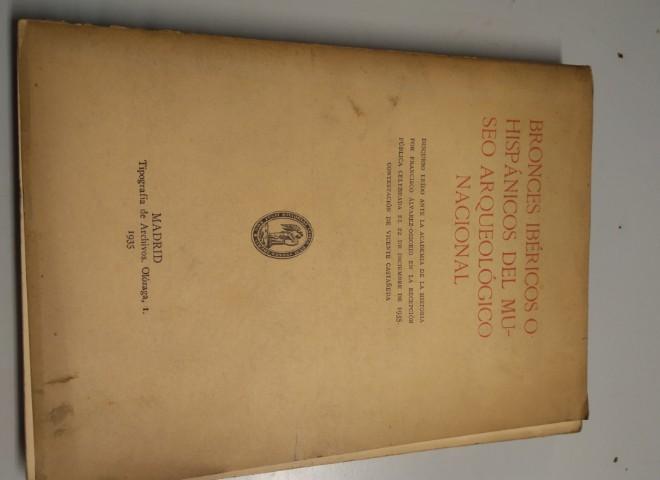 BRONCES IBÉRICOS O
HISPÁNICOS DEL MU-
SEO ARQUEOLÓGICO
NACIONAL
DISCURSO LEÍDO ANTE LA ACADEMIA DE LA HISTORIA
POR FRANCISCO ÁLVAREZ-OSSORIO EN LA RECEPCIÓN
PÚBLICA CELEBRADA EL 22 DE DICIEMBRE DE 1935
CONTESTACIÓN DE VICENTE CASTAÑEDA
MADRID
Tipografía de Archivos. Olózaga, 1.
1935